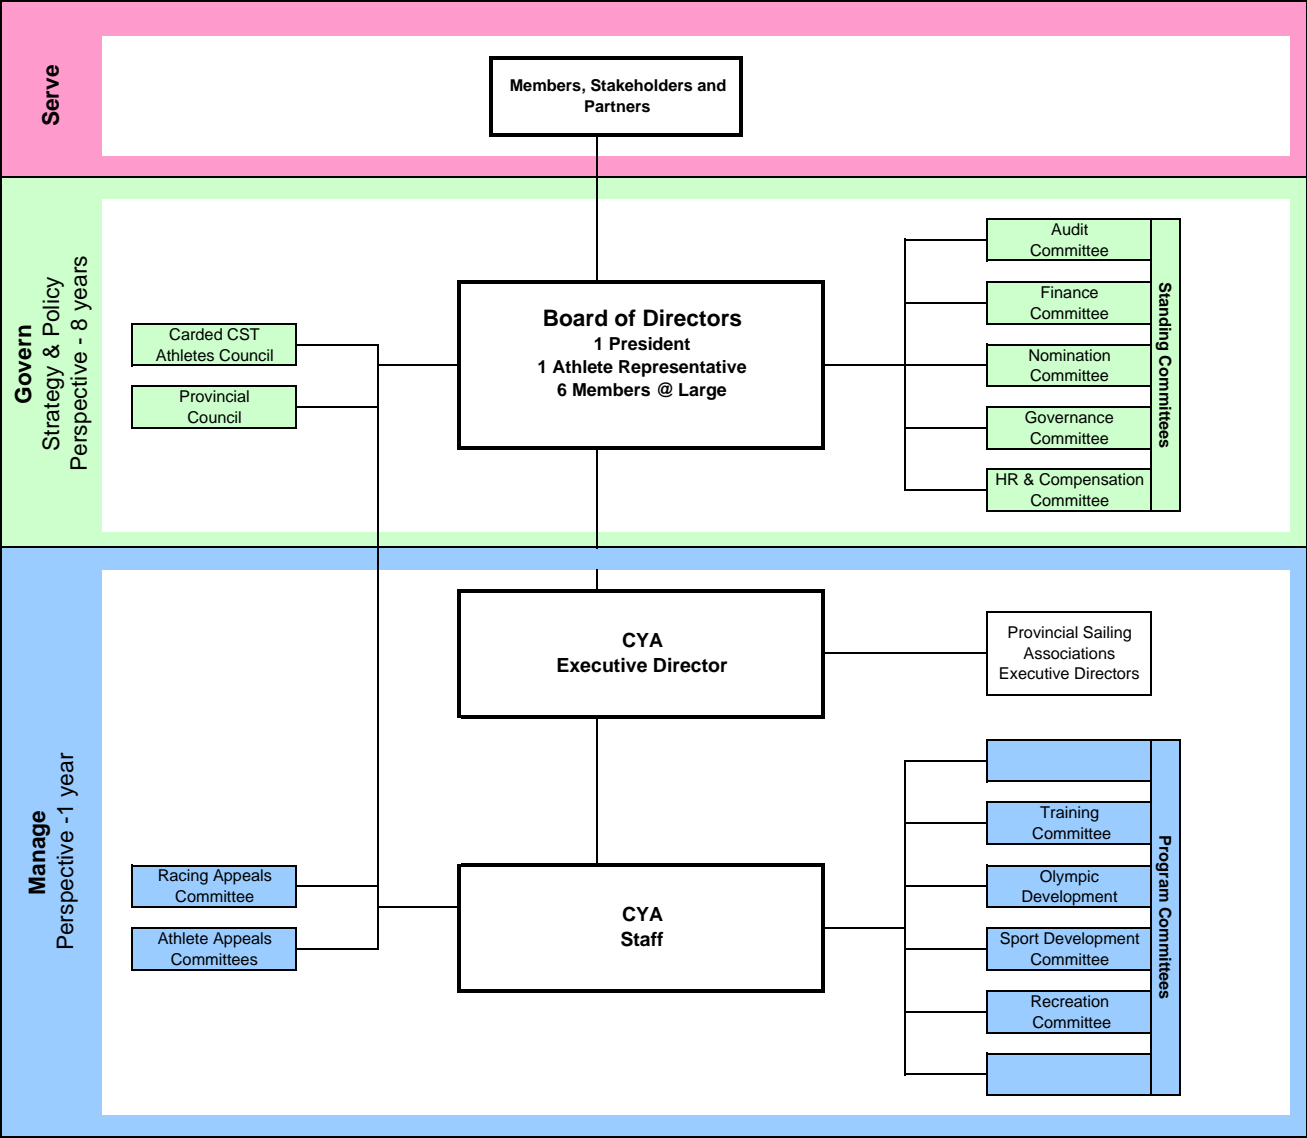 Serve
Members, Stakeholders and
Partners
Govern
Strategy & Policy
Perspective - 8 years
Carded CST
Athletes Council
Provincial
Council
Board of Directors
1 President
1 Athlete Representative
6 Members @ Large
Audit
Committee
Finance
Committee
Nomination
Committee
Governance
Committee
HR & Compensation
Committee
Standing Committees
Manage
Perspective -1 year
CYA
Executive Director
Provincial Sailing
Associations
Executive Directors
Racing Appeals
Committee
Athlete Appeals
Committees
CYA
Staff
Training
Committee
Olympic
Development
Sport Development
Committee
Recreation
Committee
Program Committees